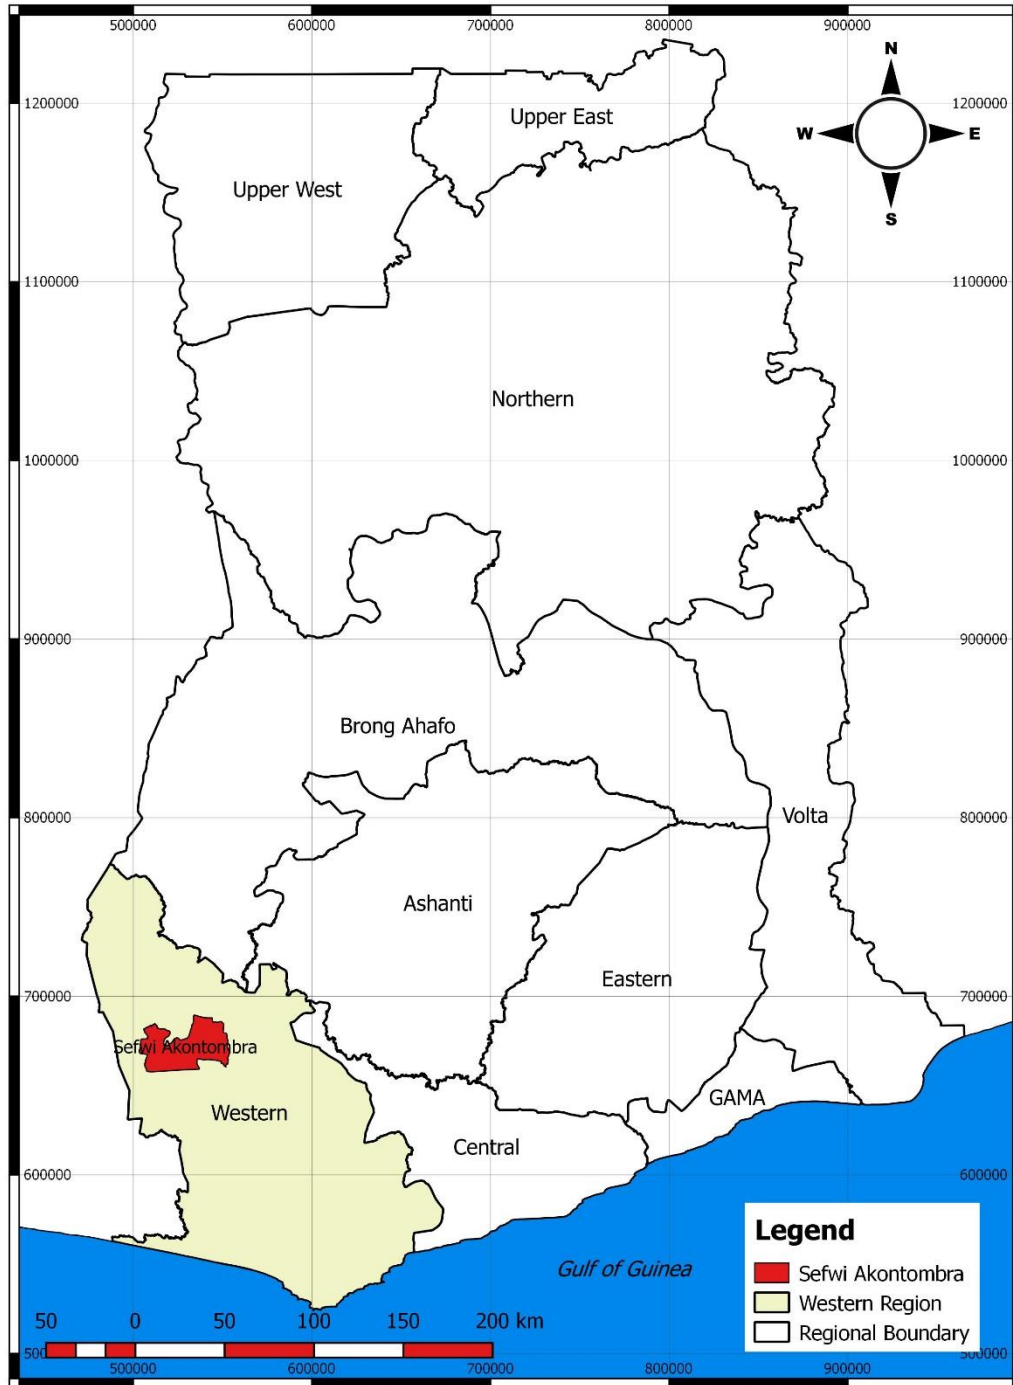 500000 600000 700000 800000 900000
N
1200000 1200000
Upper East
W E
Upper West
S
1100000 1100000
Northern
1000000 1000000
900000 900000
Brong Ahafo
800000 Volta 800000
Ashanti
Eastern
700000 700000
Sefwi Akontombra
GAMA
Western
Central
600000 600000
Legend
Gulf of Guinea
Sefwi Akontombra
Western Region
50 0 50 100 150 200 km
Regional Boundary
500000 500000
500000 600000 700000 800000 900000